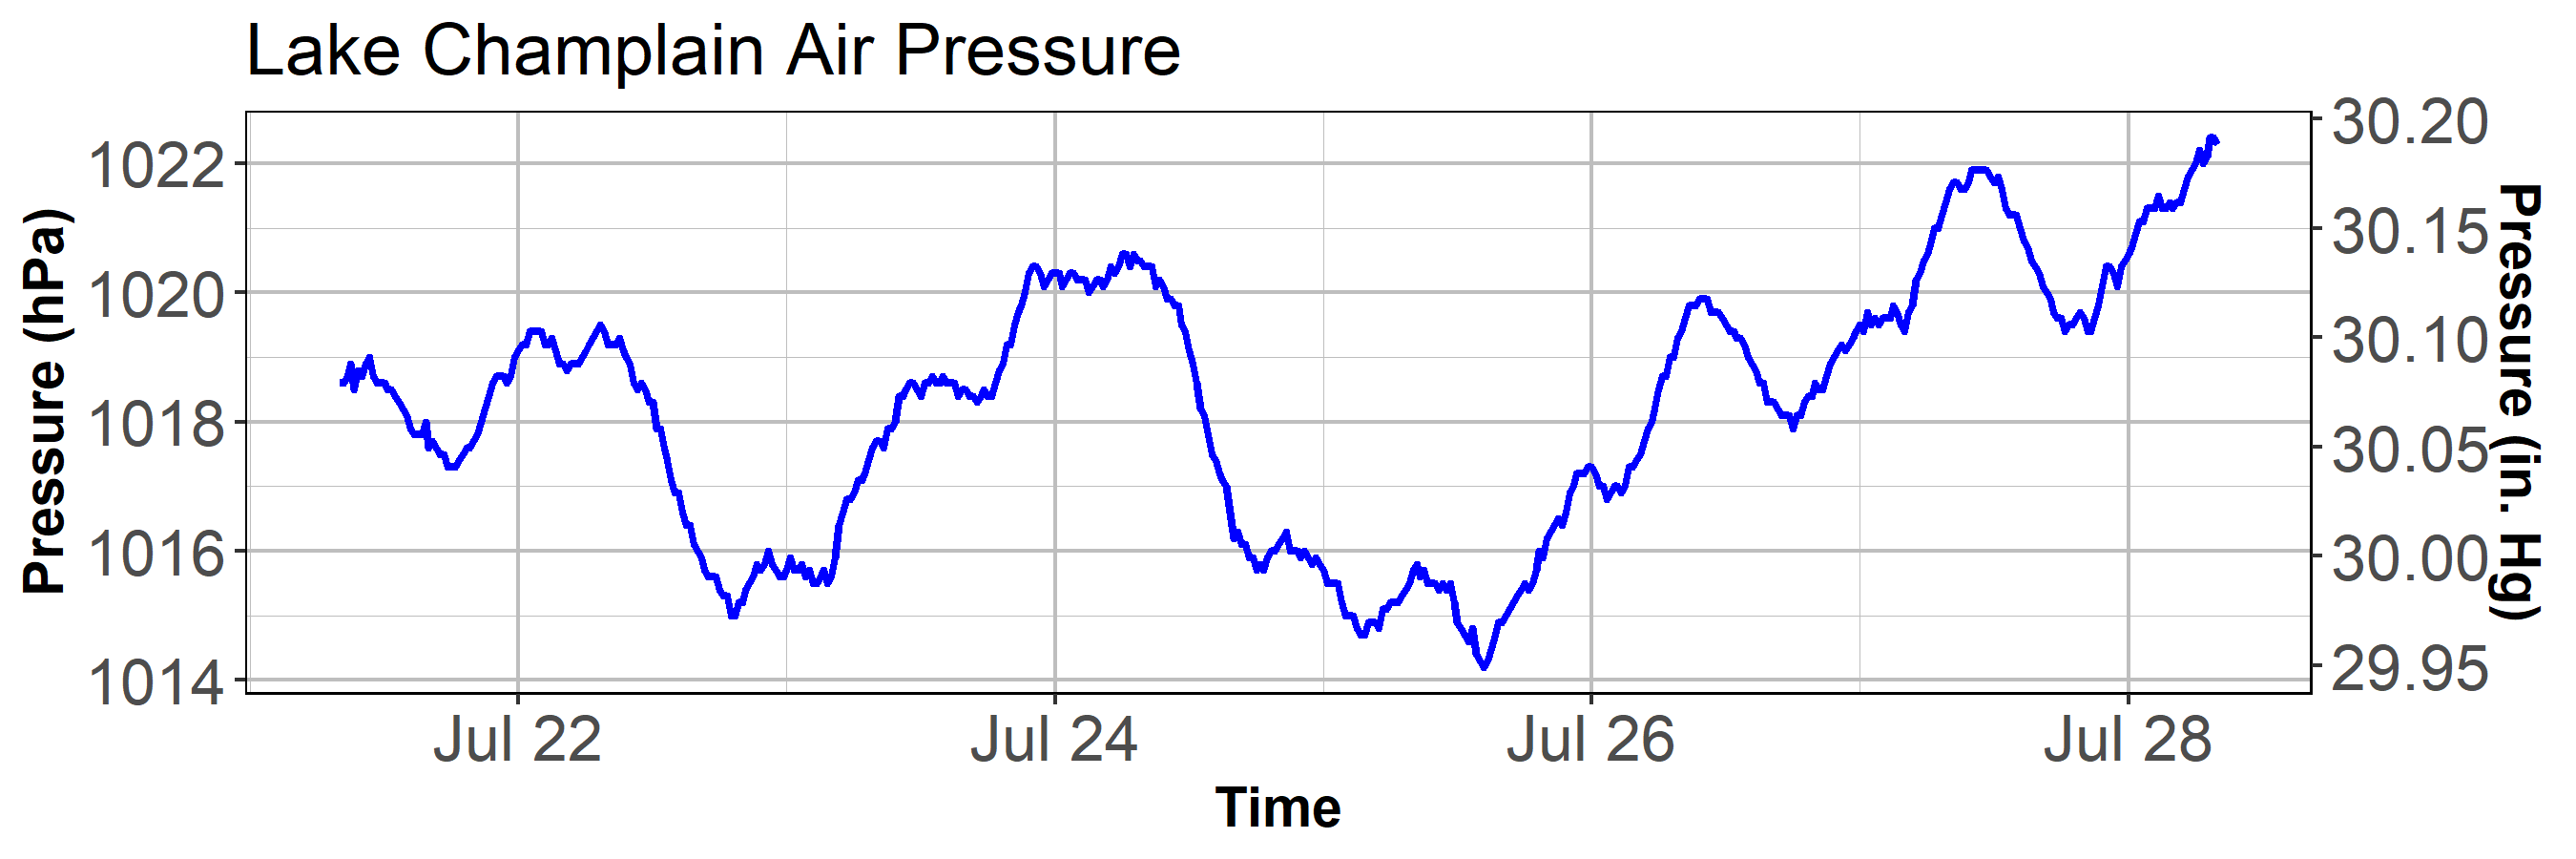 Lake Champlain Air Pressure
Pressure (hPa)
1022
1020
1018
1016
1014
30.20
30.15
30.10
30.05
30.00
29.95
Pressure (in. Hg)
Jul 22 Jul 24 Jul 26 Jul 28
Time